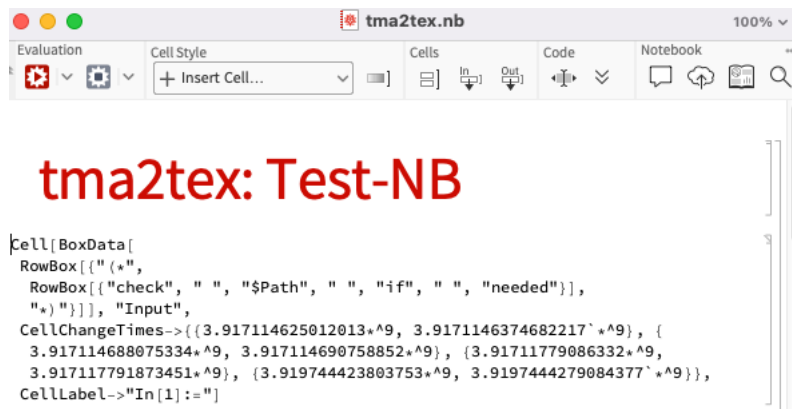 tma2tex.nb
100%
Evaluation
Cell Style
Cells
Code
Notebook
+ Insert Cell...
In
Out
tma2tex: Test-NB
Cell[BoxData[
RowBox[{"(*",
RowBox[{"check", " ", "$Path", " ", "if", " ", "needed"}],
"*)"}]], "Input",
CellChangeTimes->{{3.917114625012013*^9, 3.9171146374682217`*^9}, {
3.917114688075334*^9, 3.917114690758852*^9}, {3.91711779086332*^9,
3.917117791873451*^9}, {3.919744423803753*^9, 3.9197444279084377`*^9}},
CellLabel->"In[1]:="]